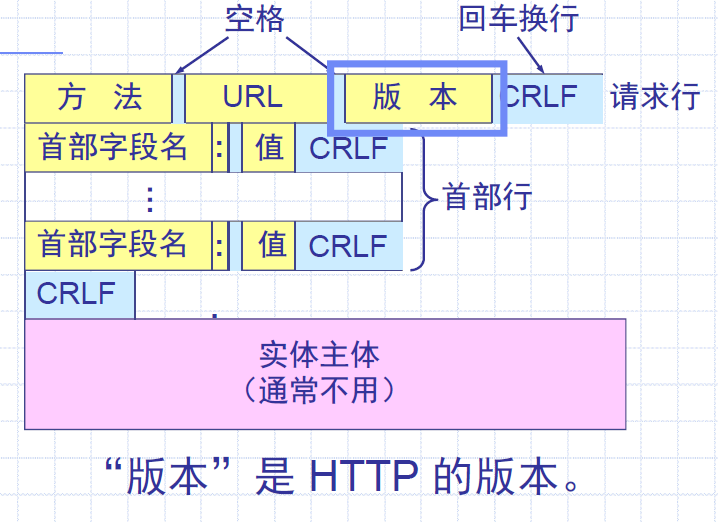 空格 回车换行
方 法 URL 版 本 CRLF 请求行
首部字段名 : 值 CRLF
⋮ 首部行
首部字段名 : 值 CRLF
CRLF
实体主体
（通常不用）
“版本”是 HTTP 的版本。